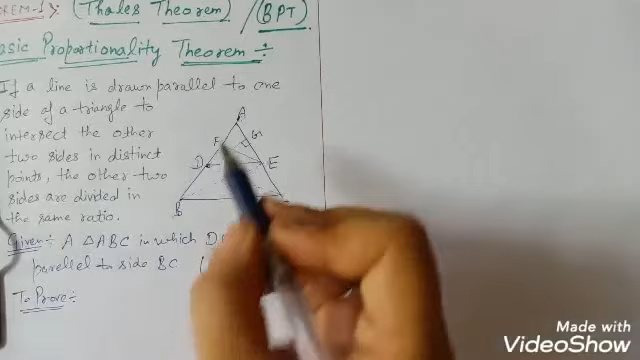 REM-1: (Thales Theorem) / (BPT)
asic Proportionality Theorem ÷
If a line is drawn parallel to one
side of a triangle to
intersect the other
two sides in distinct
points, the other two
sides are divided in
the same ratio.
A
F
G
D
E
B
Given ÷ A △ABC in which D
parallel to side BC (
To Prove ÷
Made with
VideoShow